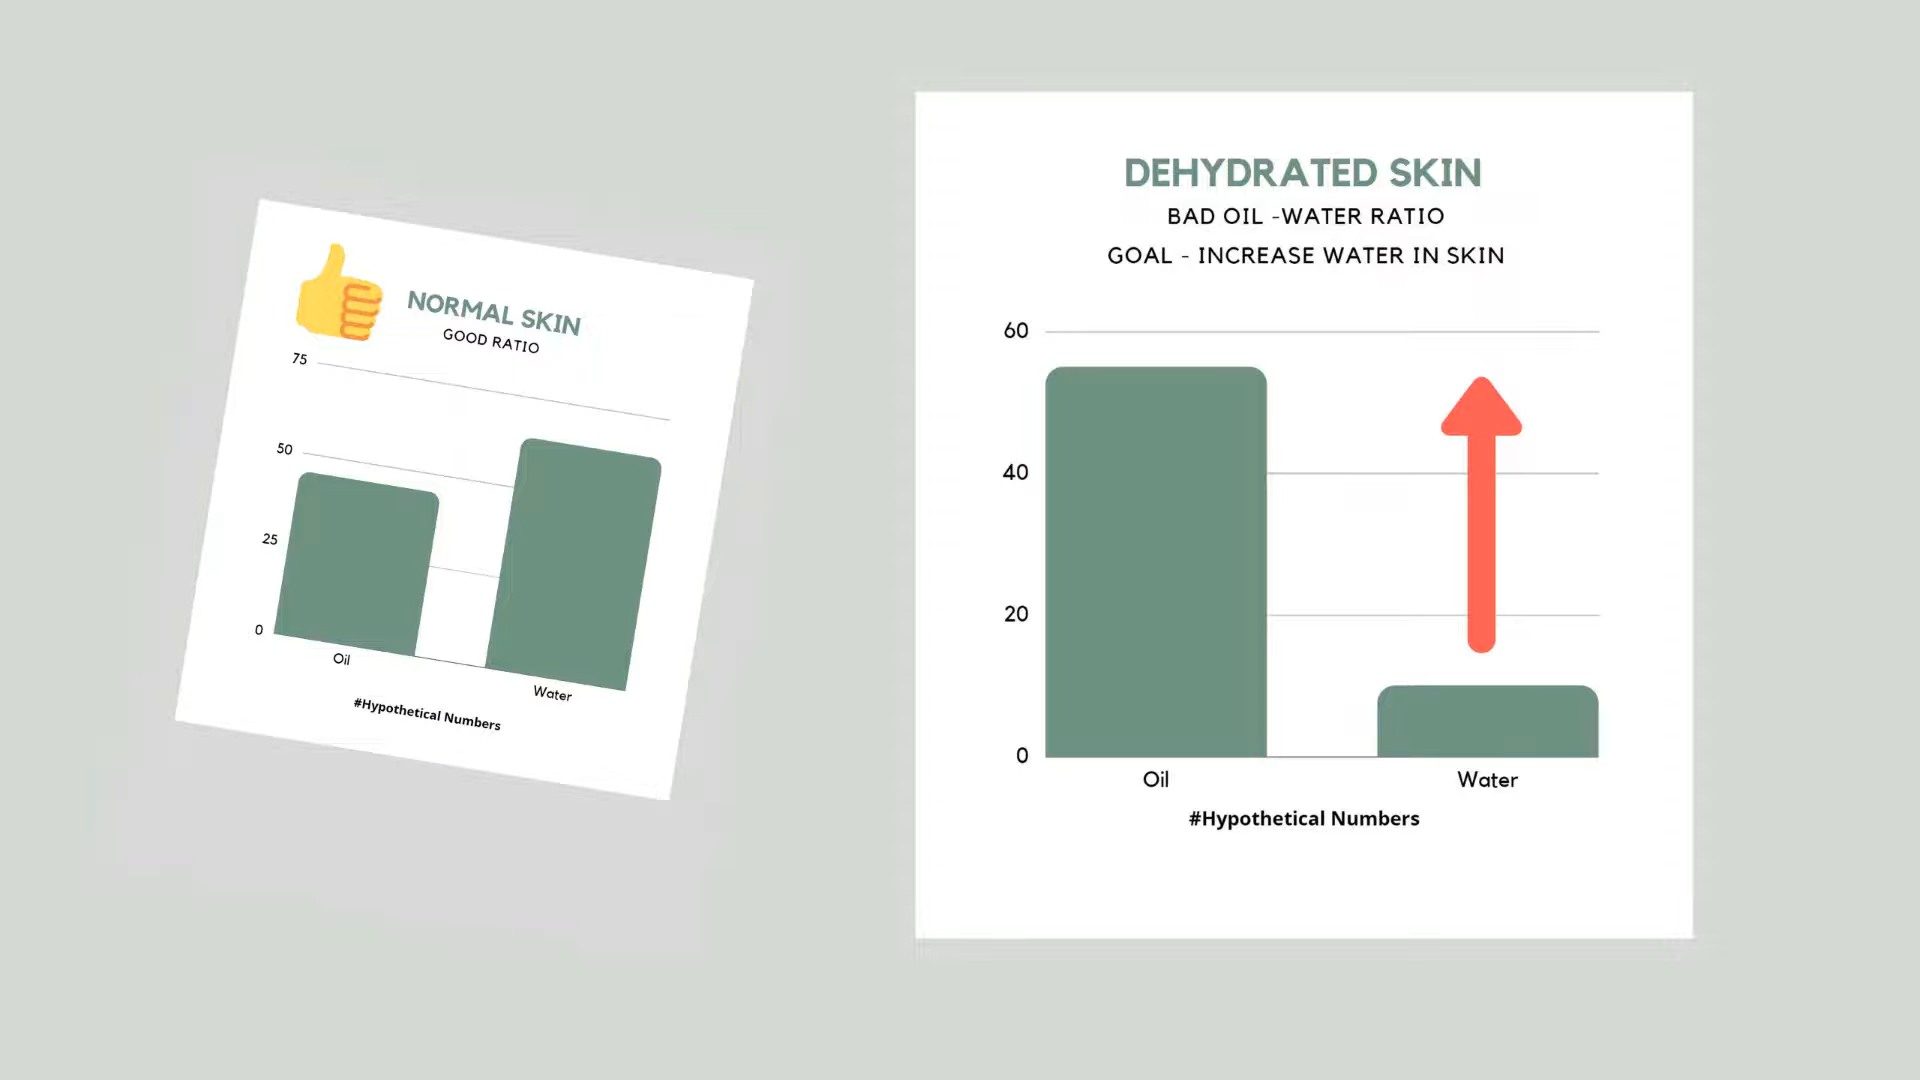 NORMAL SKIN
GOOD RATIO
75
50
25
0
Oil
Water
#Hypothetical Numbers
DEHYDRATED SKIN
BAD OIL -WATER RATIO
GOAL - INCREASE WATER IN SKIN
60
40
20
0
Oil
Water
#Hypothetical Numbers